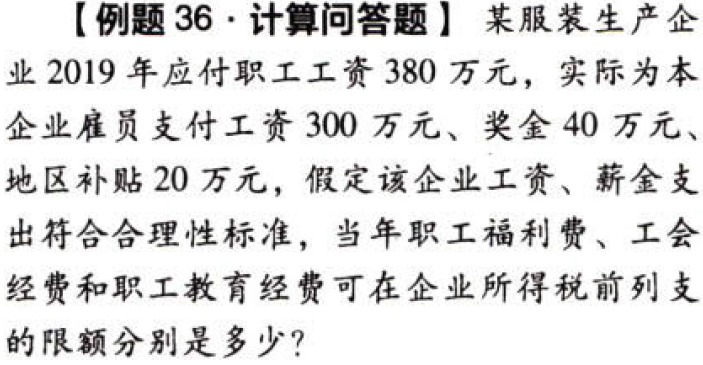 【例题 36·计算问答题】 某服装生产企
业 2019 年应付职工工资 380 万元，实际为本
企业雇员支付工资 300 万元、奖金 40 万元、
地区补贴 20 万元，假定该企业工资、薪金支
出符合合理性标准，当年职工福利费、工会
经费和职工教育经费可在企业所得税前列支
的限额分别是多少？